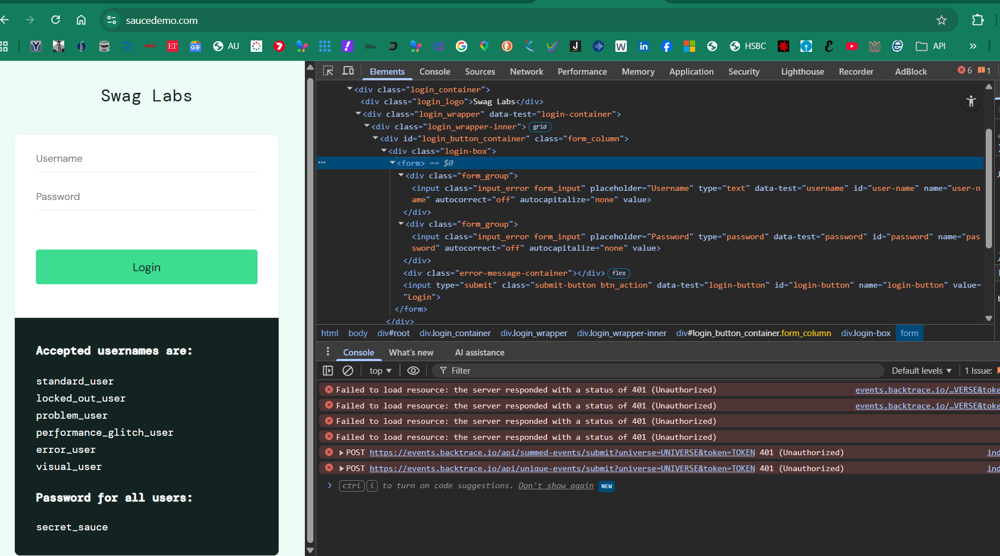 saucedemo.com
AU
HSBC
API
»
Swag Labs
Username
Password
Login
Accepted usernames are:
standard_user
locked_out_user
problem_user
performance_glitch_user
error_user
visual_user
Password for all users:
secret_sauce
Elements Console Sources Network Performance Memory Application Security Lighthouse Recorder AdBlock 6 1
<div class="login_container">
<div class="login_logo">Swag Labs</div>
<div class="login_wrapper" data-test="login-container">
<div class="login_wrapper-inner"> grid
<div id="login_button_container" class="form_column">
<div class="login-box">
<form> == $0
<div class="form_group">
<input class="input_error form_input" placeholder="Username" type="text" data-test="username" id="user-name" name="user-n
ame" autocorrect="off" autocapitalize="none" value>
</div>
<div class="form_group">
<input class="input_error form_input" placeholder="Password" type="password" data-test="password" id="password" name="pas
sword" autocorrect="off" autocapitalize="none" value>
</div>
<div class="error-message-container"></div> flex
<input type="submit" class="submit-button btn_action" data-test="login-button" id="login-button" name="login-button" value=
"Login">
</form>
</div>
html body div#root div.login_container div.login_wrapper div.login_wrapper-inner div#login_button_container.form_column div.login-box form
Console What's new AI assistance
top Filter Default levels 1 Issue:
Failed to load resource: the server responded with a status of 401 (Unauthorized) events.backtrace.io/…VERSE&toke
Failed to load resource: the server responded with a status of 401 (Unauthorized) events.backtrace.io/…VERSE&toke
Failed to load resource: the server responded with a status of 401 (Unauthorized)
Failed to load resource: the server responded with a status of 401 (Unauthorized)
POST https://events.backtrace.io/api/summed-events/submit?universe=UNIVERSE&token=TOKEN 401 (Unauthorized) ind
POST https://events.backtrace.io/api/unique-events/submit?universe=UNIVERSE&token=TOKEN 401 (Unauthorized) ind
ctrl i to turn on code suggestions. Don't show again NEW